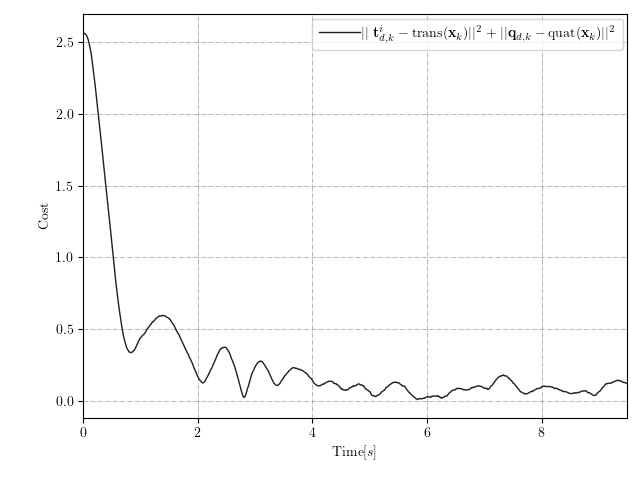 || t^i_{d,k} − trans(x_k)||^2 + ||q_{d,k} − quat(x_k)||^2
2.5
2.0
1.5
1.0
0.5
0.0
Cost
0 2 4 6 8
Time[s]